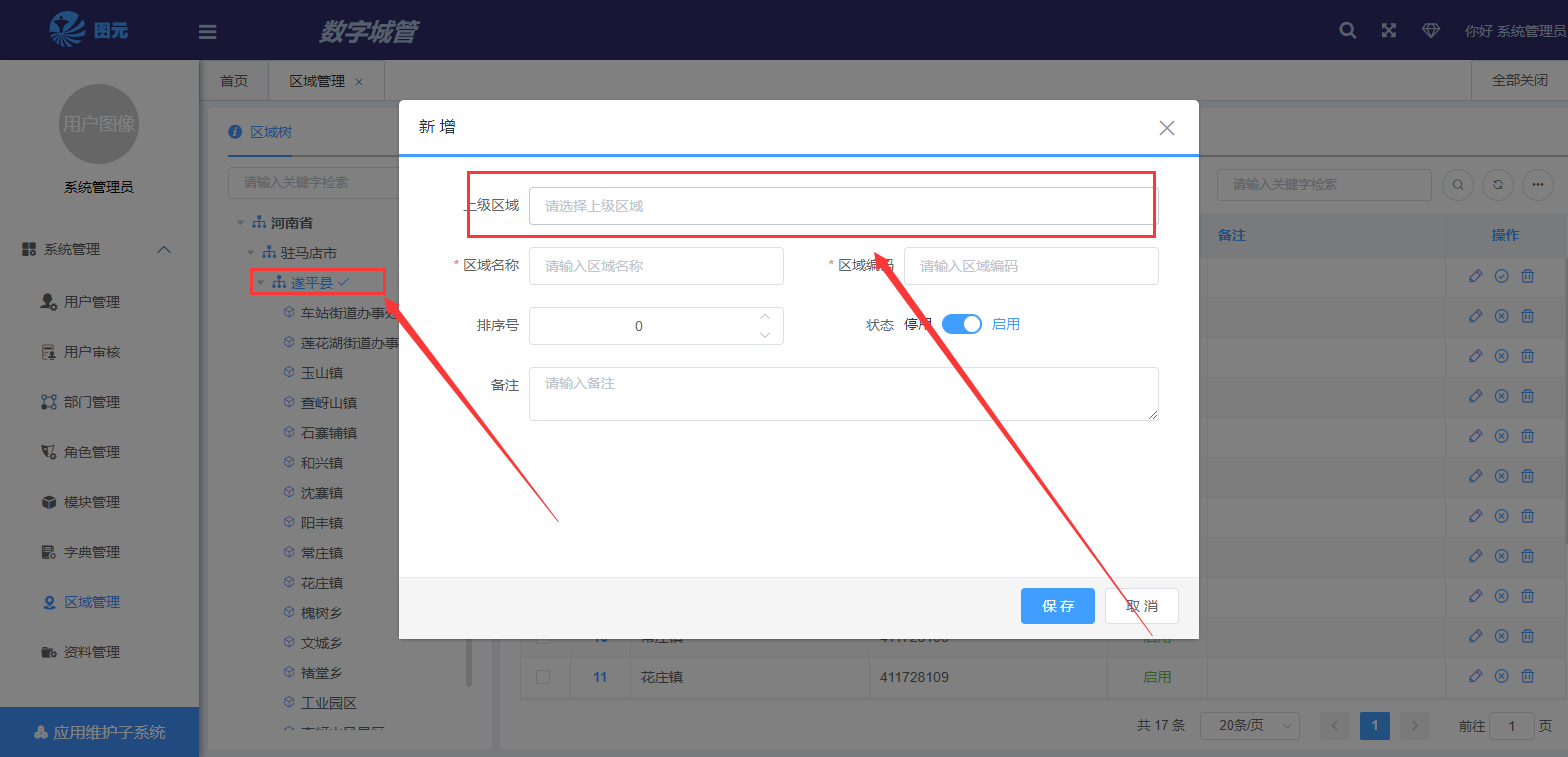 图元
数字城管
你好 系统管理员
首页
区域管理
全部关闭
用户图像
系统管理员
系统管理
用户管理
用户审核
部门管理
角色管理
模块管理
字典管理
区域管理
资料管理
应用维护子系统
区域树
请输入关键字检索
河南省
驻马店市
遂平县
车站街道办事处
莲花湖街道办事
玉山镇
查岈山镇
石寨铺镇
和兴镇
沈寨镇
阳丰镇
常庄镇
花庄镇
槐树乡
文城乡
褚堂乡
工业园区
新增
上级区域 请选择上级区域
* 区域名称 请输入区域名称
* 区域编码 请输入区域编码
排序号 0
状态 停用 启用
备注 请输入备注
保存 取消
请输入关键字检索
备注 操作
11 花庄镇 411728109 启用
共 17 条 20条/页 1 前往 1 页